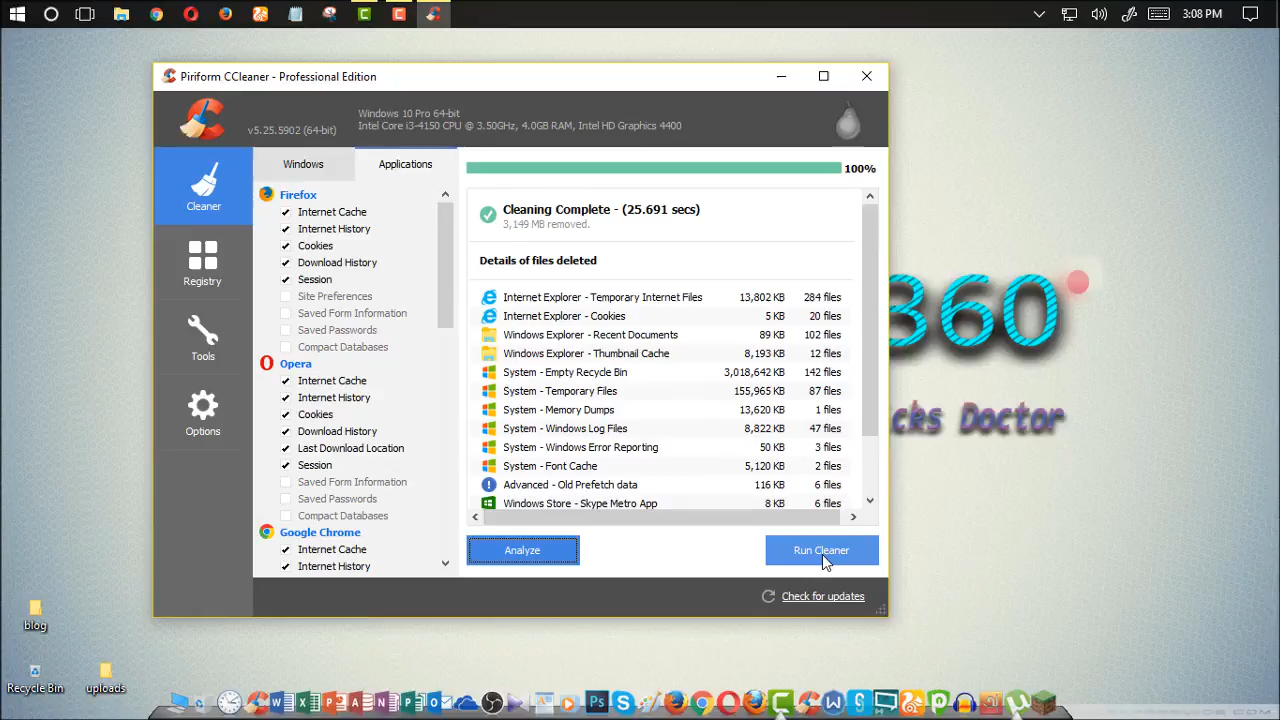 3:08 PM
Piriform CCleaner - Professional Edition
v5.25.5902 (64-bit)
Windows 10 Pro 64-bit
Intel Core i3-4150 CPU @ 3.50GHz, 4.0GB RAM, Intel HD Graphics 4400
Cleaner
Registry
Tools
Options
Windows
Applications
Firefox
Internet Cache
Internet History
Cookies
Download History
Session
Site Preferences
Saved Form Information
Saved Passwords
Compact Databases
Opera
Internet Cache
Internet History
Cookies
Download History
Last Download Location
Session
Saved Form Information
Saved Passwords
Compact Databases
Google Chrome
Internet Cache
Internet History
100%
Cleaning Complete - (25.691 secs)
3,149 MB removed.
Details of files deleted
Internet Explorer - Temporary Internet Files 13,802 KB 284 files
Internet Explorer - Cookies 5 KB 20 files
Windows Explorer - Recent Documents 89 KB 102 files
Windows Explorer - Thumbnail Cache 8,193 KB 12 files
System - Empty Recycle Bin 3,018,642 KB 142 files
System - Temporary Files 155,965 KB 87 files
System - Memory Dumps 13,620 KB 1 files
System - Windows Log Files 8,822 KB 47 files
System - Windows Error Reporting 50 KB 3 files
System - Font Cache 5,120 KB 2 files
Advanced - Old Prefetch data 116 KB 6 files
Windows Store - Skype Metro App 8 KB 6 files
Analyze
Run Cleaner
Check for updates
360
cks Doctor
blog
Recycle Bin
uploads